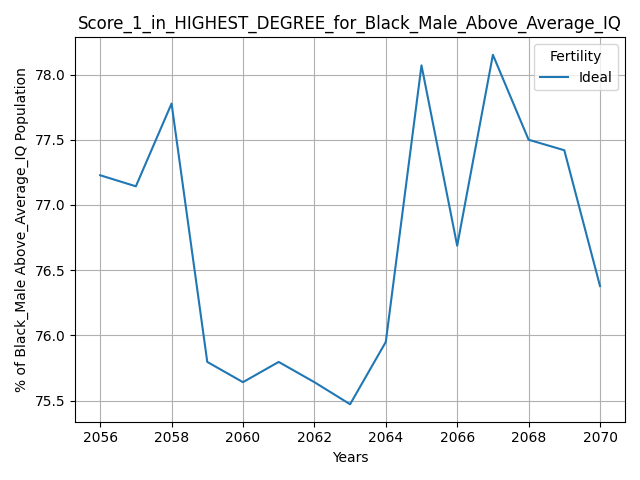 Score_1_in_HIGHEST_DEGREE_for_Black_Male_Above_Average_IQ
Fertility
Ideal
% of Black_Male Above_Average_IQ Population
78.0
77.5
77.0
76.5
76.0
75.5
2056 2058 2060 2062 2064 2066 2068 2070
Years